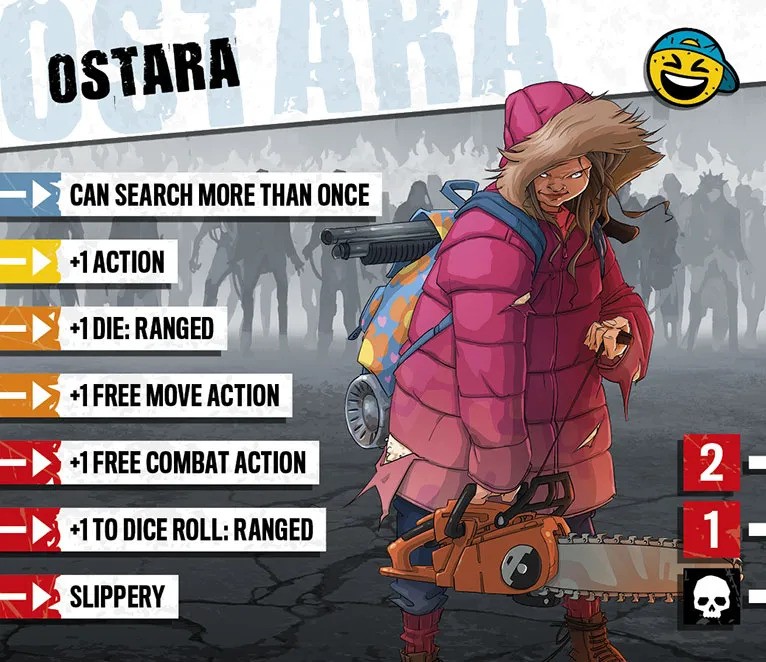 OSTARA
OSTARA
CAN SEARCH MORE THAN ONCE
+1 ACTION
+1 DIE: RANGED
+1 FREE MOVE ACTION
+1 FREE COMBAT ACTION
+1 TO DICE ROLL: RANGED
SLIPPERY
2
1